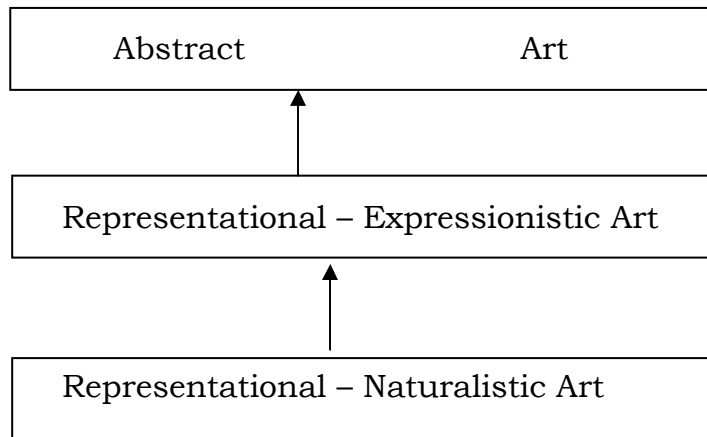 Abstract Art
Representational – Expressionistic Art
Representational – Naturalistic Art